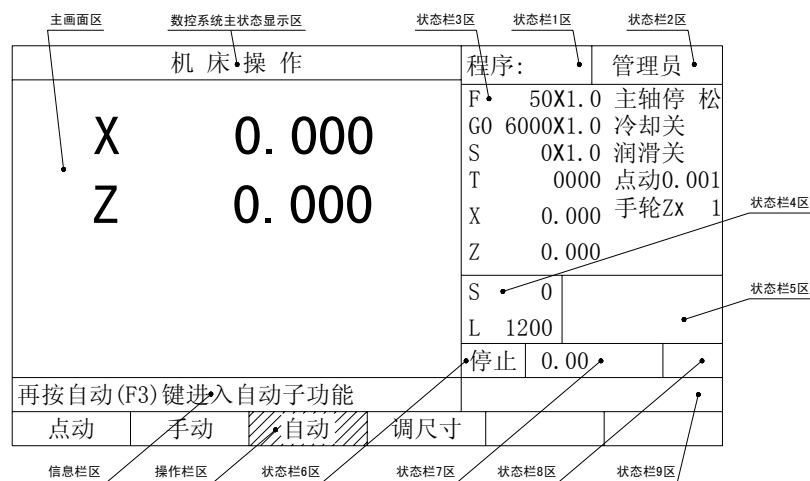 主画面区 数控系统主状态显示区 状态栏3区 状态栏1区 状态栏2区
机床操作 程序: 管理员
F 50X1.0 主轴停 松
X 0.000 G0 6000X1.0 冷却关
S 0X1.0 润滑关
T 0000 点动0.001
Z 0.000 X 0.000 手轮ZX 1
状态栏4区
Z 0.000
S 0 状态栏5区
L 1200
停止 0.00
再按自动(F3)键进入自动子功能
点动 手动 自动 调尺寸
信息栏区 操作栏区 状态栏6区 状态栏7区 状态栏8区 状态栏9区